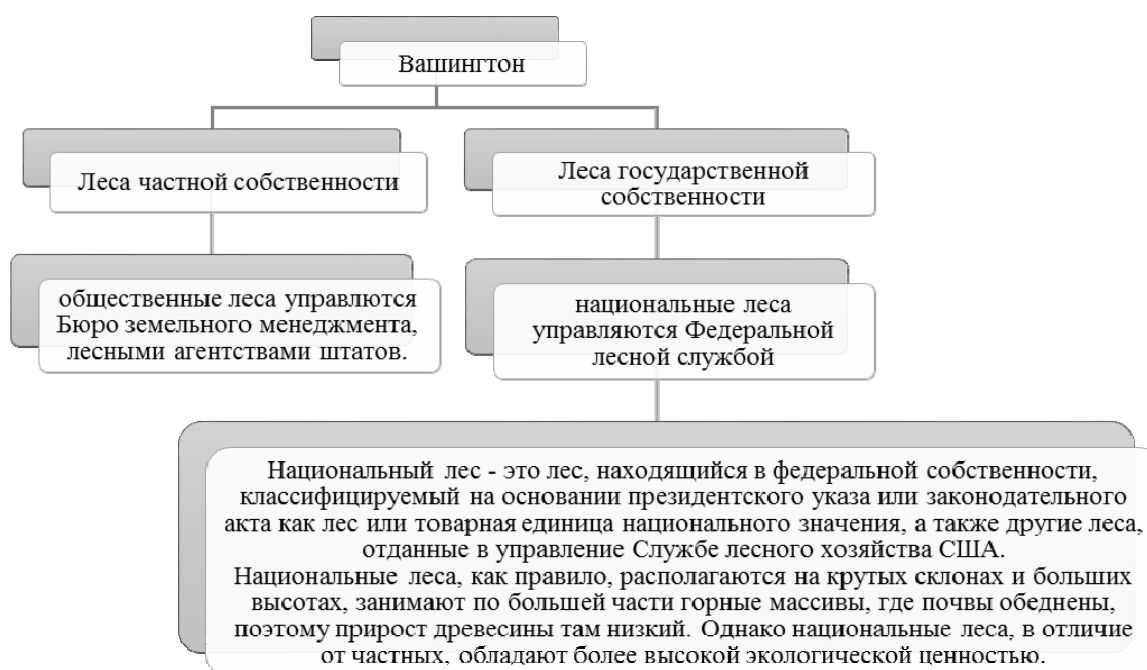 Вашингтон
Леса частной собственности
Леса государственной
собственности
общественные леса управлются
Бюро земельного менеджмента,
лесными агентствами штатов.
национальные леса
управляются Федеральной
лесной службой
Национальный лес - это лес, находящийся в федеральной собственности,
классифицируемый на основании президентского указа или законодательного
акта как лес или товарная единица национального значения, а также другие леса,
отданные в управление Службе лесного хозяйства США.
Национальные леса, как правило, располагаются на крутых склонах и больших
высотах, занимают по большей части горные массивы, где почвы обеднены,
поэтому прирост древесины там низкий. Однако национальные леса, в отличие
от частных, обладают более высокой экологической ценностью.